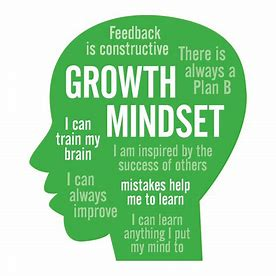 Feedback
is constructive
There is
always a
Plan B
GROWTH
MINDSET
I can
train my
brain
I am inspired by the
success of others
I can
always
improve
mistakes help
me to learn
I can learn
anything I put
my mind to